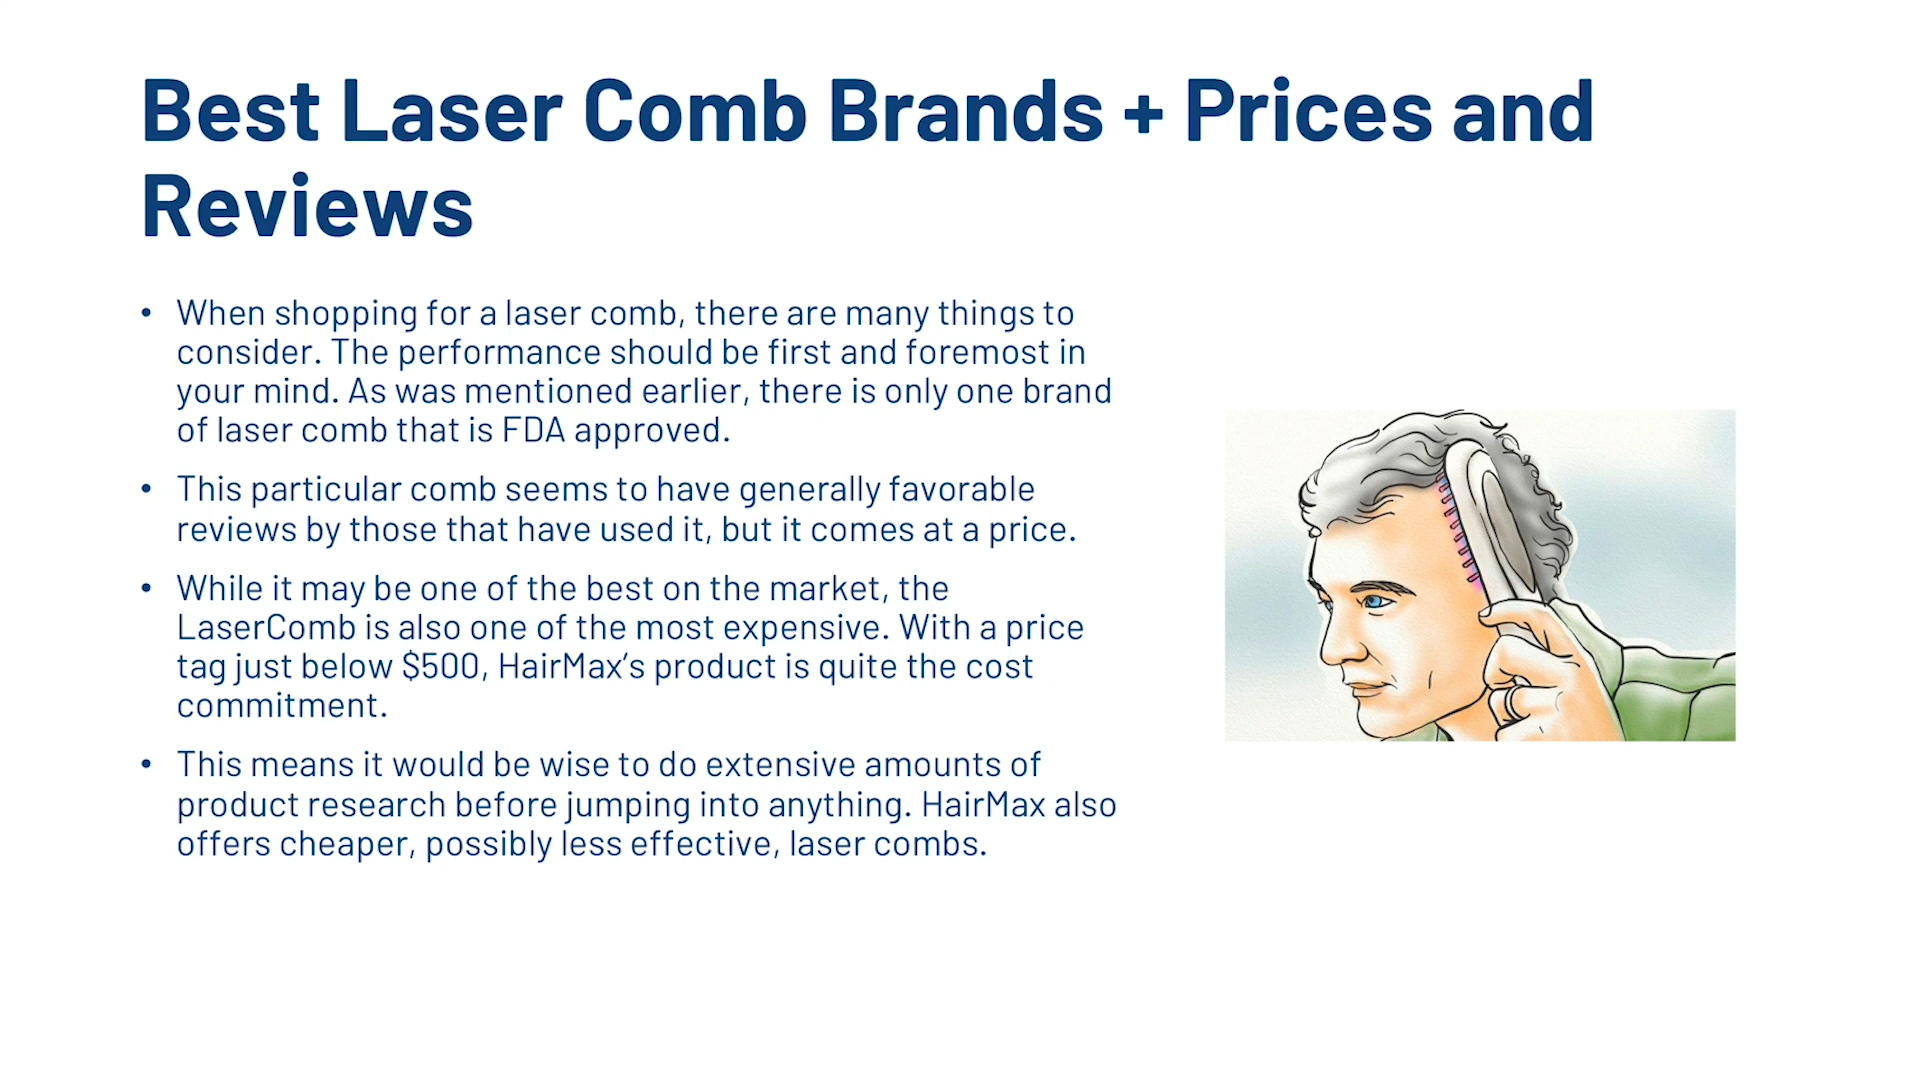 Best Laser Comb Brands + Prices and
Reviews
• When shopping for a laser comb, there are many things to
consider. The performance should be first and foremost in
your mind. As was mentioned earlier, there is only one brand
of laser comb that is FDA approved.
• This particular comb seems to have generally favorable
reviews by those that have used it, but it comes at a price.
• While it may be one of the best on the market, the
LaserComb is also one of the most expensive. With a price
tag just below $500, HairMax’s product is quite the cost
commitment.
• This means it would be wise to do extensive amounts of
product research before jumping into anything. HairMax also
offers cheaper, possibly less effective, laser combs.